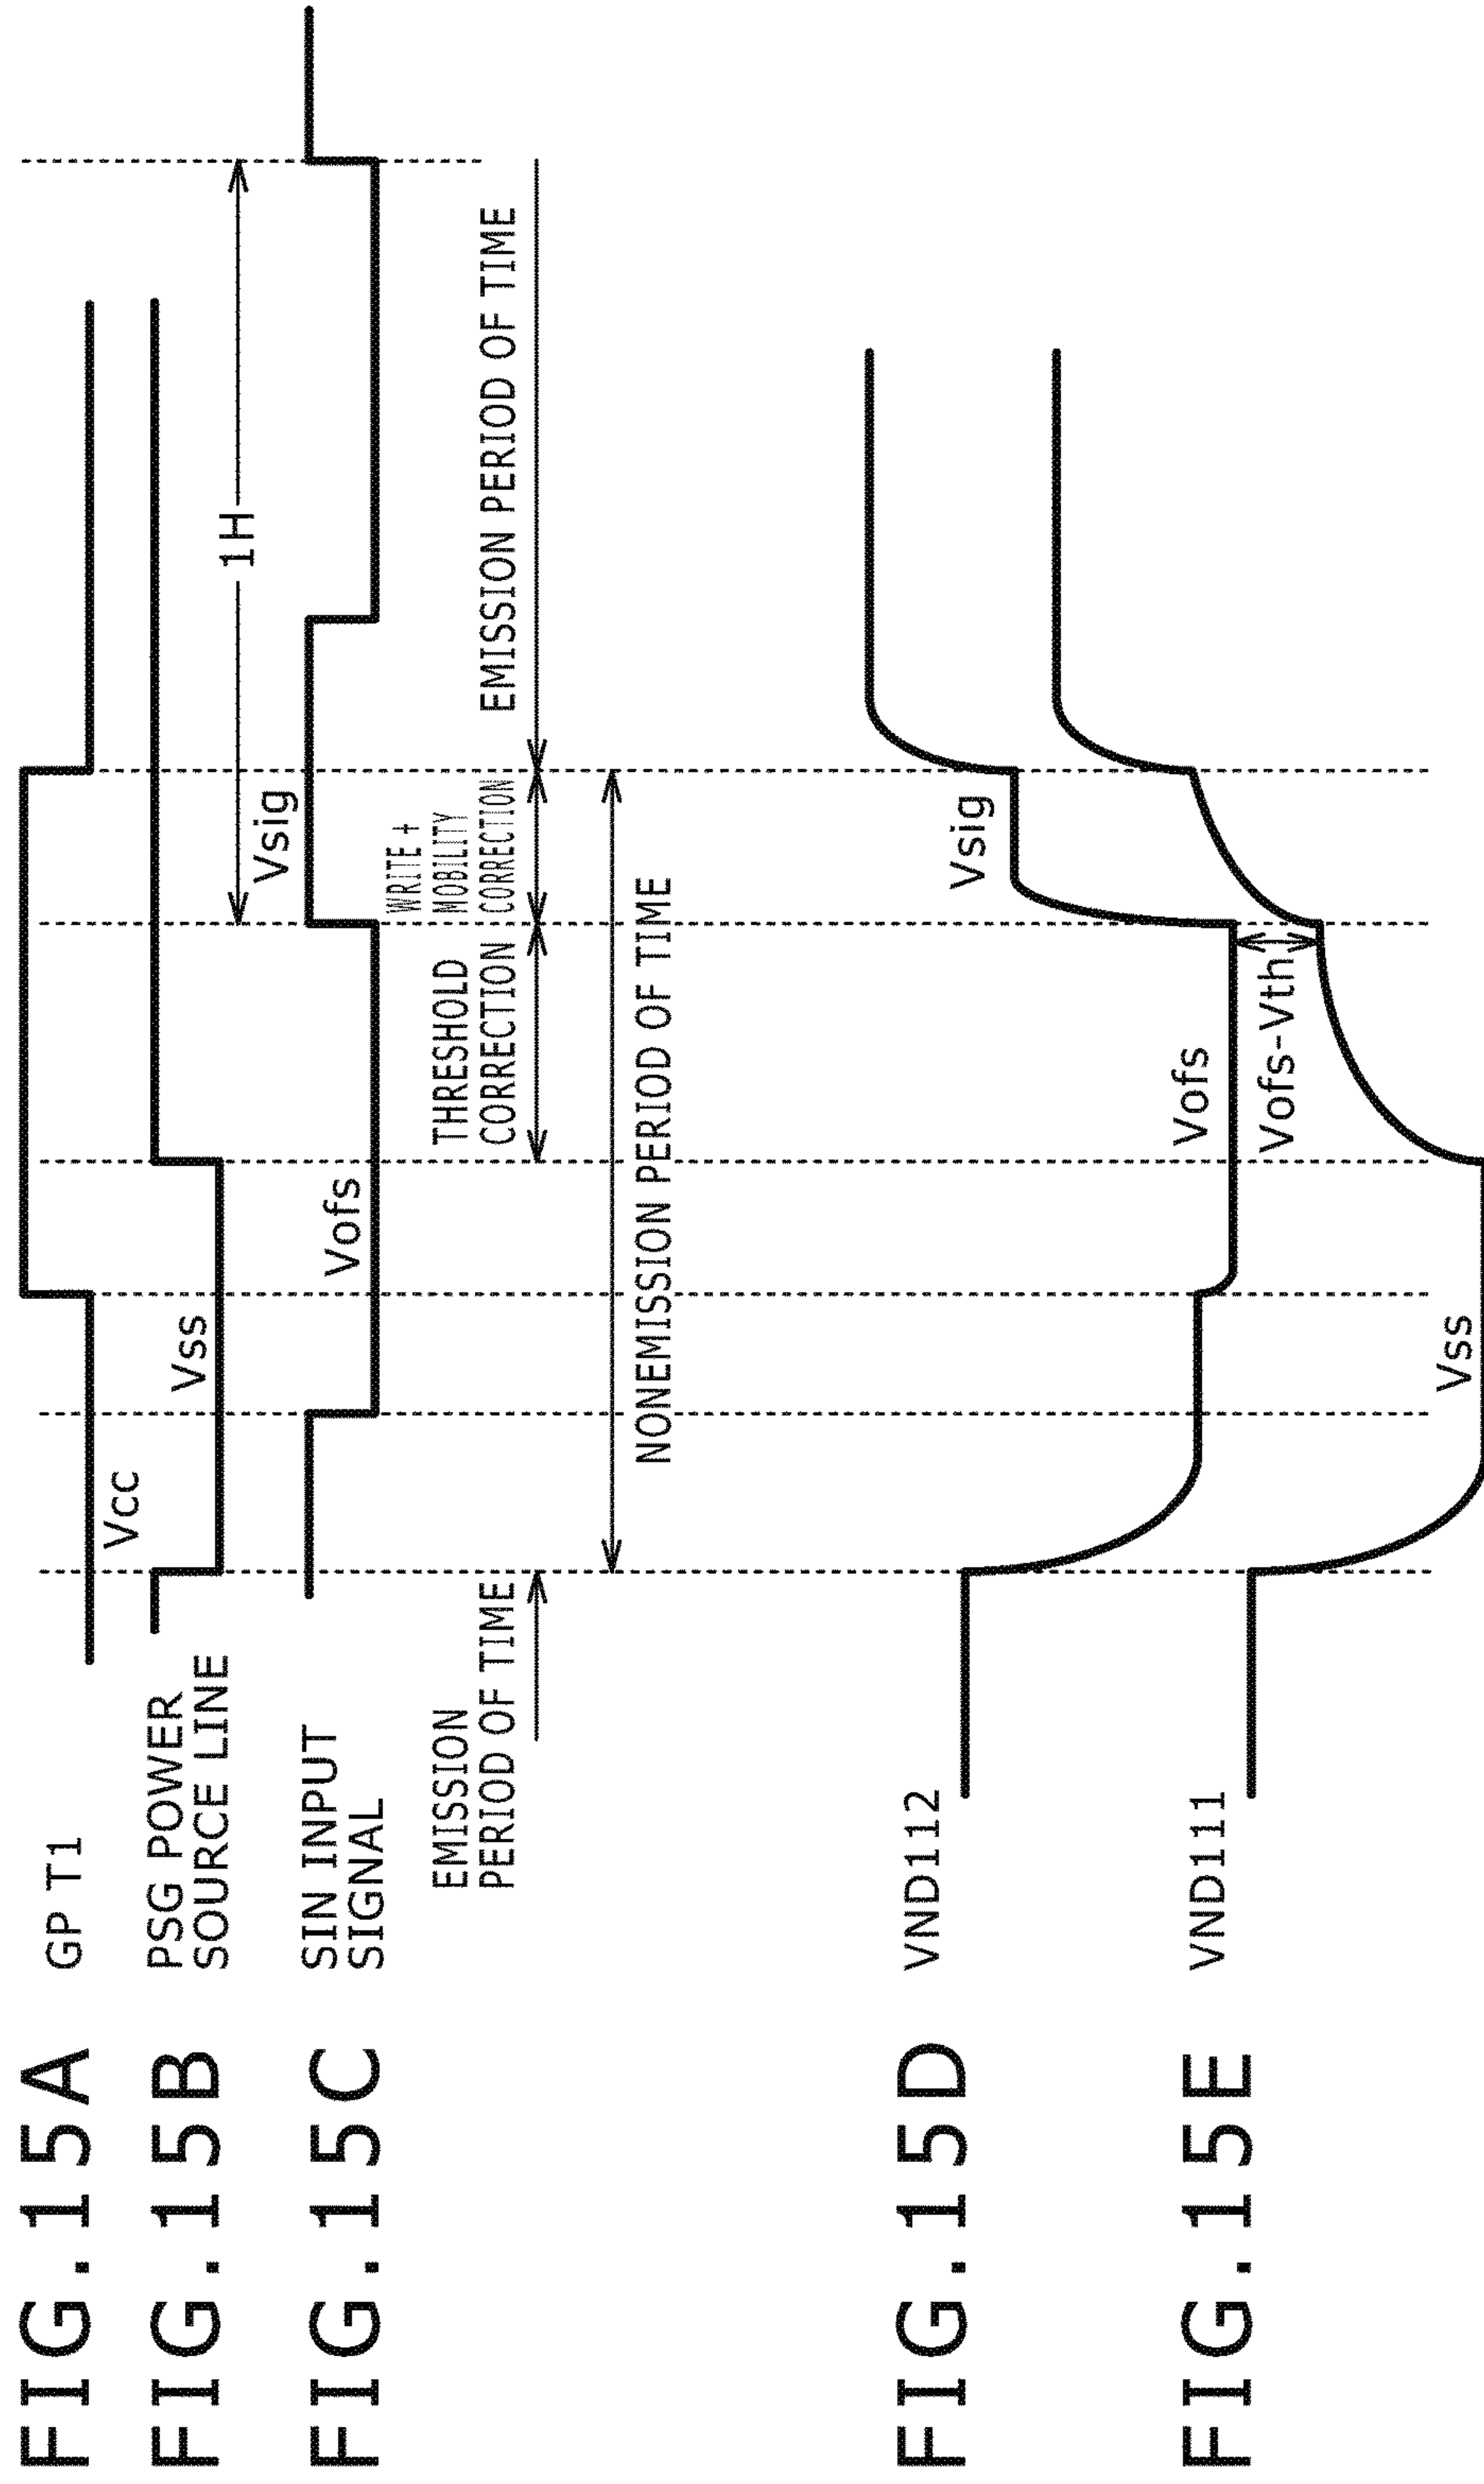 FIG.15A
GP T1
FIG.15B
PSG POWER
SOURCE LINE
Vcc
Vss
1H
FIG.15C
SIN INPUT
SIGNAL
Vofs
Vsig
EMISSION
PERIOD OF TIME
THRESHOLD
CORRECTION
WRITE +
MOBILITY
CORRECTION
EMISSION PERIOD OF TIME
NONEMISSION PERIOD OF TIME
FIG.15D
VND112
Vofs
Vsig
FIG.15E
VND111
Vss
Vofs-Vth